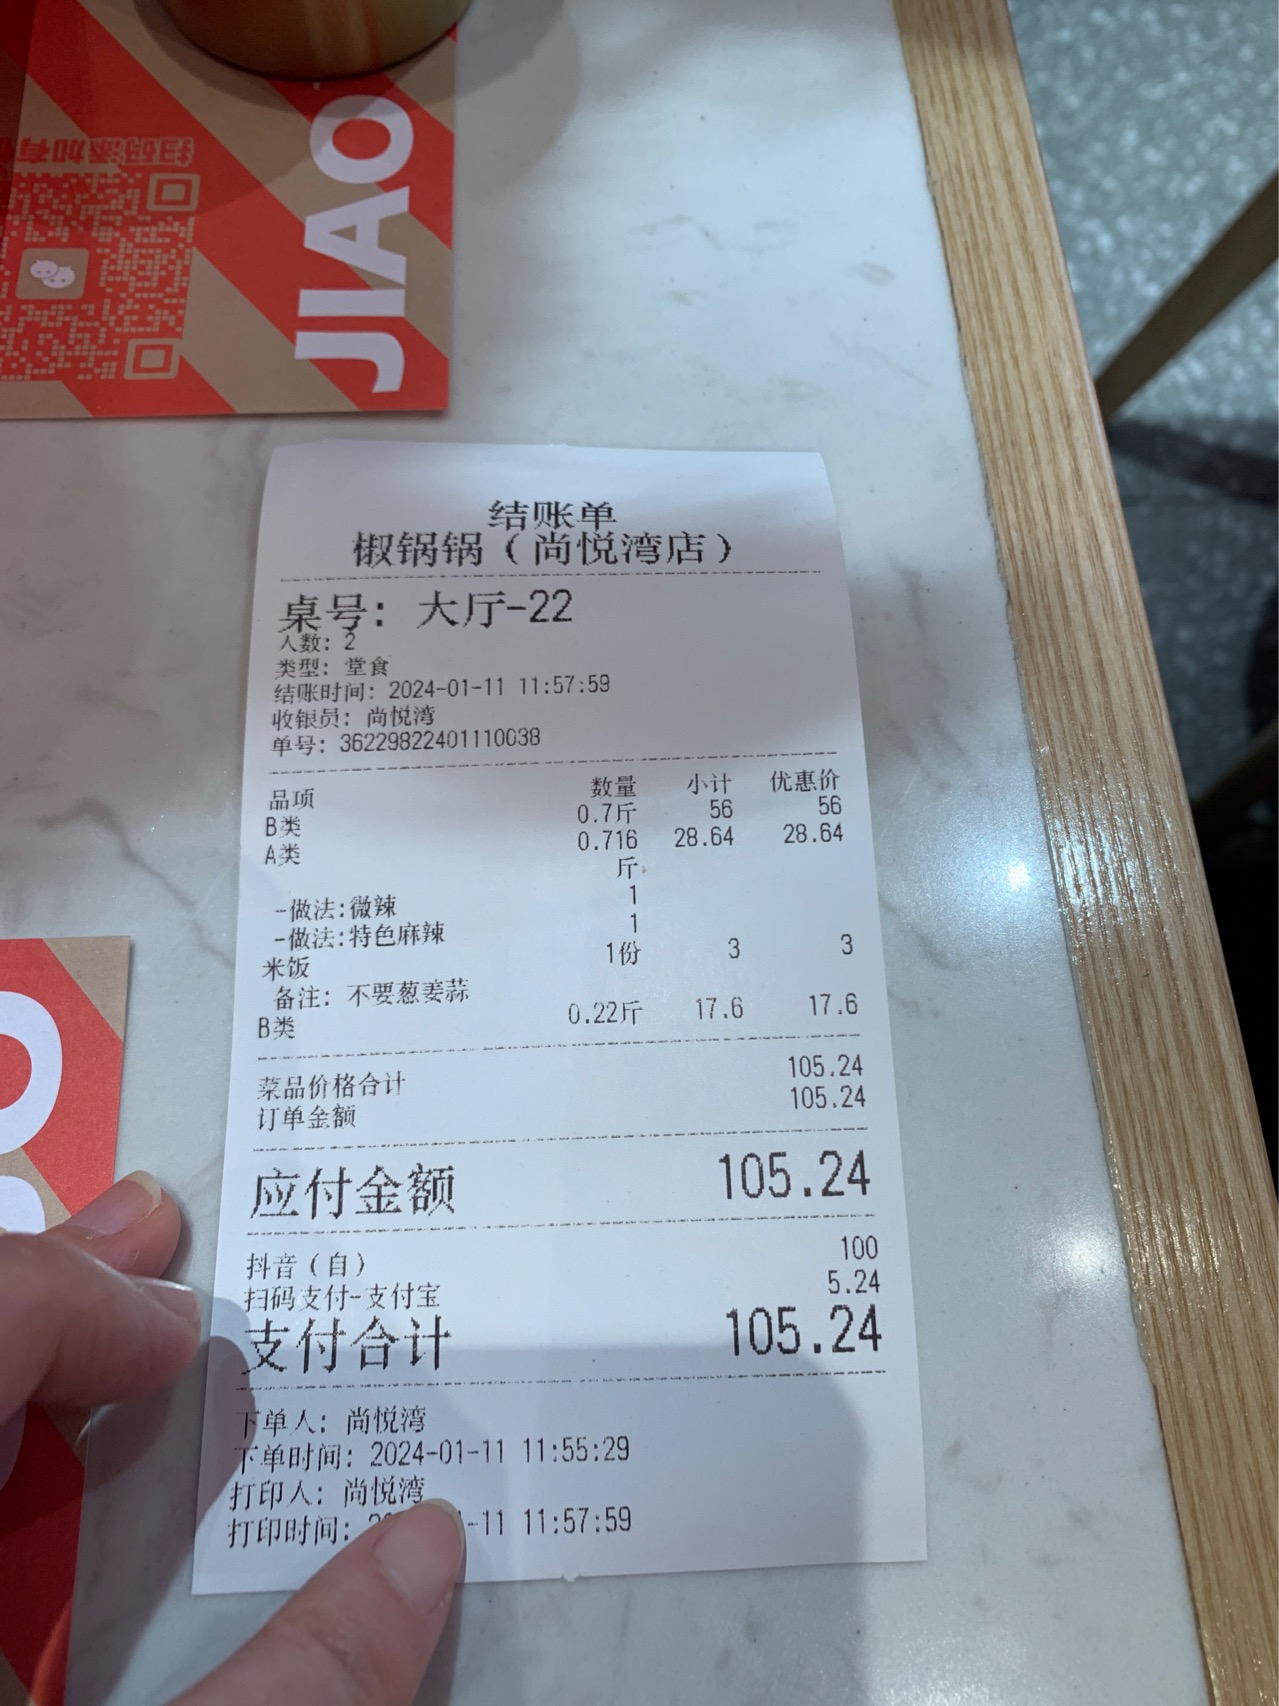 扫码添加有
JIAO
结账单
椒锅锅（尚悦湾店）
桌号：大厅-22
人数：2
类型：堂食
结账时间：2024-01-11 11:57:59
收银员：尚悦湾
单号：36229822401110038
品项 数量 小计 优惠价
B类 0.7斤 56 56
A类 0.716斤 28.64 28.64
-做法:微辣 1
-做法:特色麻辣 1
米饭 1份 3 3
备注：不要葱姜蒜
B类 0.22斤 17.6 17.6
菜品价格合计 105.24
订单金额 105.24
应付金额 105.24
抖音（自） 100
扫码支付-支付宝 5.24
支付合计 105.24
下单人：尚悦湾
下单时间：2024-01-11 11:55:29
打印人：尚悦湾
打印时间： -11 11:57:59